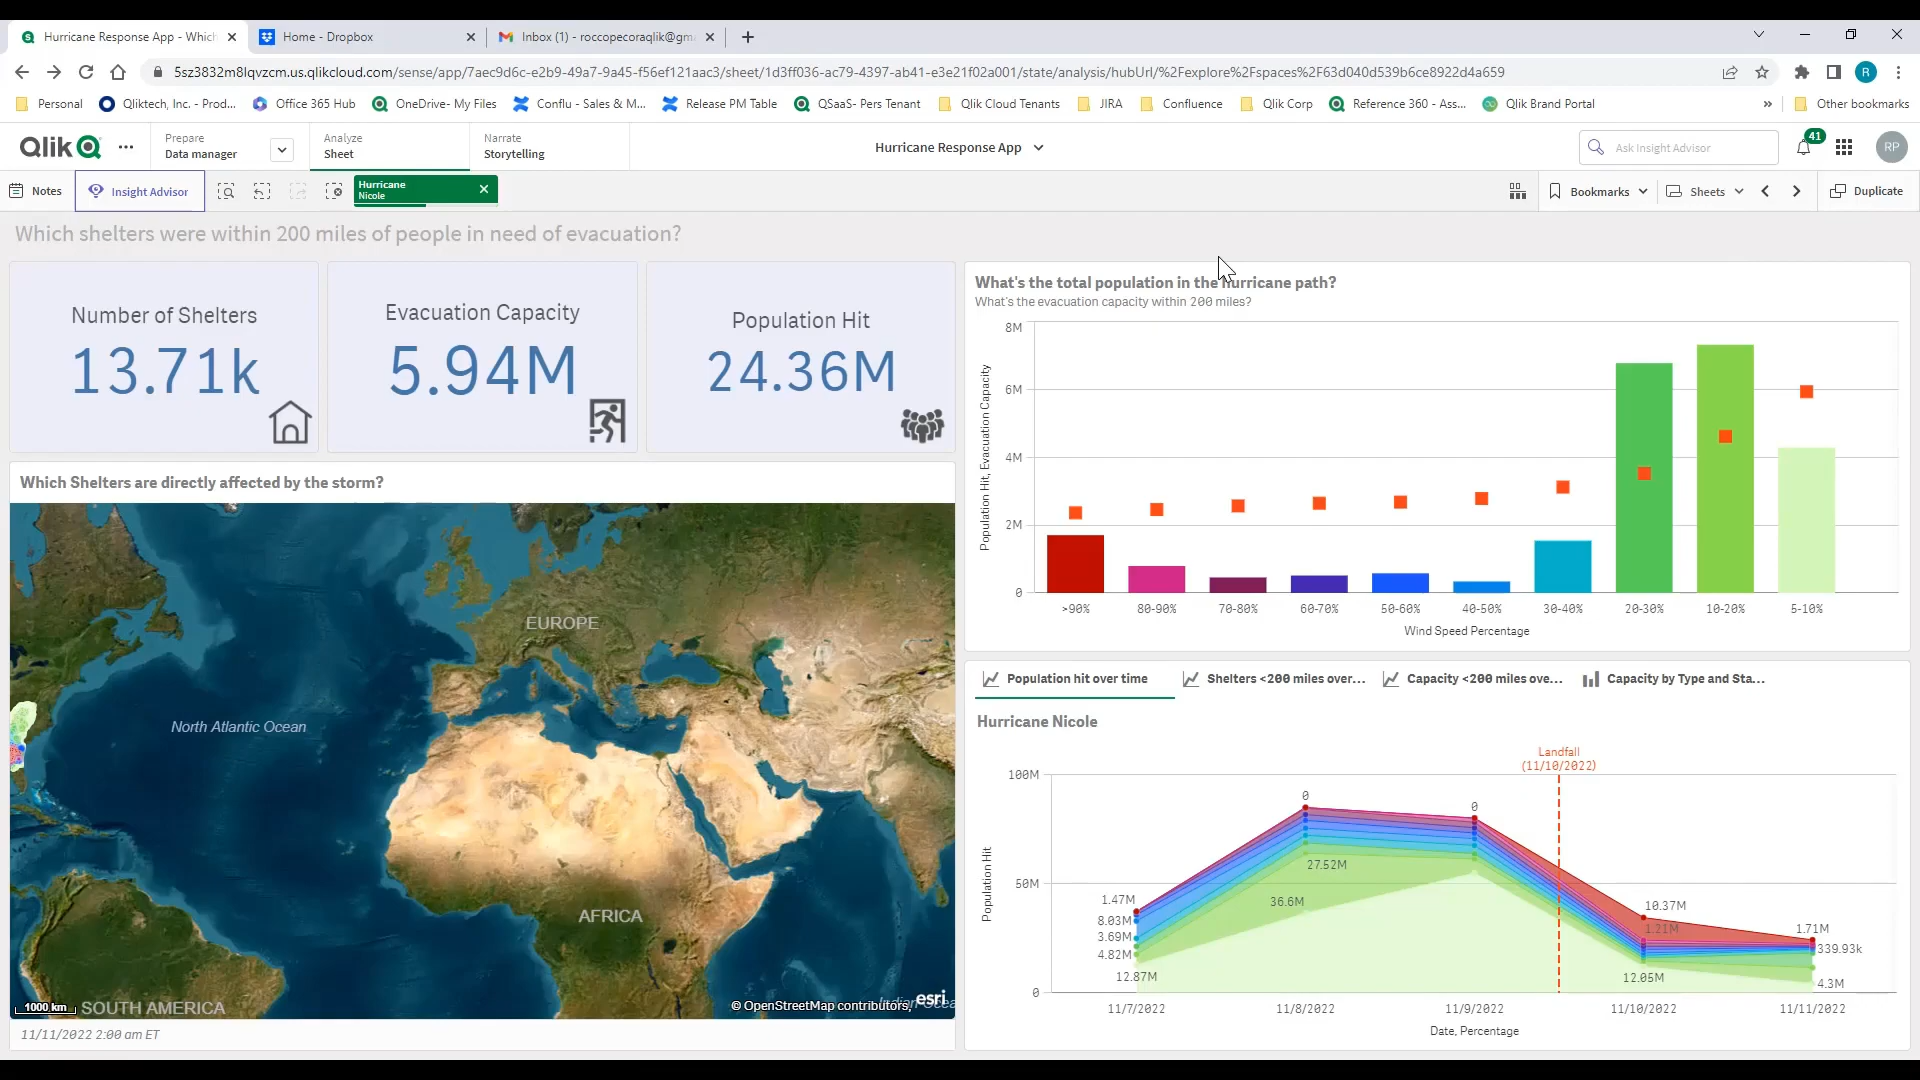 Hurricane Response App - Which
Home - Dropbox
Inbox (1) - roccopecoraqlik@gma
5sz3832m8lqvzcm.us.qlikcloud.com/sense/app/7aec9d6c-e2b9-49a7-9a45-f56ef121aac3/sheet/1d3ff036-ac79-4397-ab41-e3e21f02a001/state/analysis/hubUrl/%2Fexplore%2Fspaces%2F63d040d539b6ce8922d4a659
R
Personal
Qliktech, Inc. - Prod...
Office 365 Hub
OneDrive- My Files
Conflu - Sales & M...
Release PM Table
QSaaS- Pers Tenant
Qlik Cloud Tenants
JIRA
Confluence
Qlik Corp
Reference 360 - Ass...
Qlik Brand Portal
»
Other bookmarks
Qlik
Prepare
Data manager
Analyze
Sheet
Narrate
Storytelling
Hurricane Response App
Ask Insight Advisor
41
RP
Notes
Insight Advisor
Hurricane
Nicole
Bookmarks
Sheets
Duplicate
Which shelters were within 200 miles of people in need of evacuation?
Number of Shelters
13.71k
Evacuation Capacity
5.94M
Population Hit
24.36M
What's the total population in the hurricane path?
What's the evacuation capacity within 200 miles?
Population Hit, Evacuation Capacity
8M
6M
4M
2M
0
>90%
80-90%
70-80%
60-70%
50-60%
40-50%
30-40%
20-30%
10-20%
5-10%
Wind Speed Percentage
Which Shelters are directly affected by the storm?
EUROPE
North Atlantic Ocean
AFRICA
SOUTH AMERICA
1000 km
© OpenStreetMap contributors,
esri
11/11/2022 2:00 am ET
Population hit over time
Shelters <200 miles over...
Capacity <200 miles ove...
Capacity by Type and Sta...
Hurricane Nicole
Landfall
(11/10/2022)
Population Hit
100M
50M
0
0
0
27.52M
36.6M
1.47M
8.03M
3.69M
4.82M
12.87M
10.37M
1.21M
12.05M
1.71M
339.93k
4.3M
11/7/2022
11/8/2022
11/9/2022
11/10/2022
11/11/2022
Date, Percentage